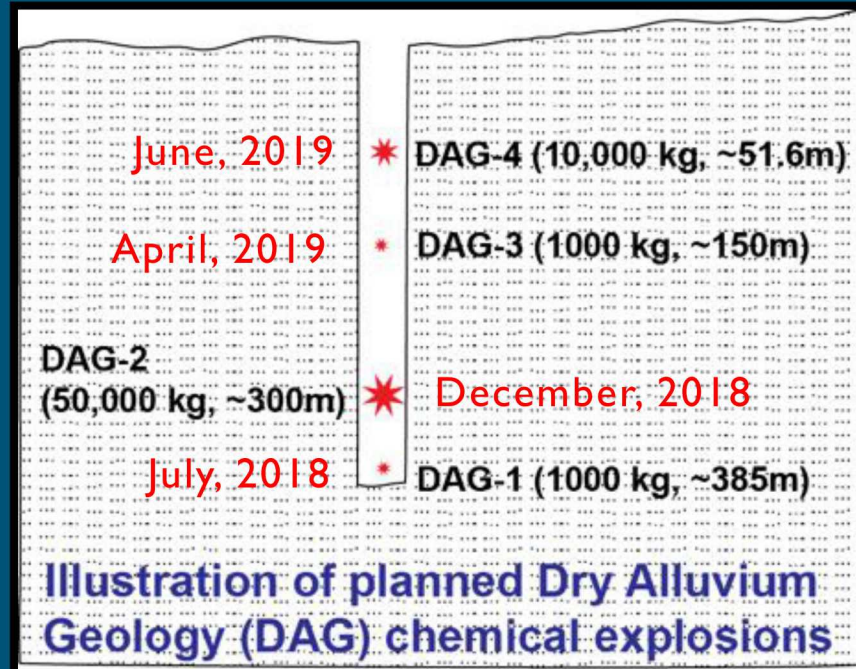 June, 2019 DAG-4 (10,000 kg, ~51.6m)
April, 2019 DAG-3 (1000 kg, ~150m)
DAG-2
(50,000 kg, ~300m) December, 2018
July, 2018 DAG-1 (1000 kg, ~385m)
Illustration of planned Dry Alluvium
Geology (DAG) chemical explosions